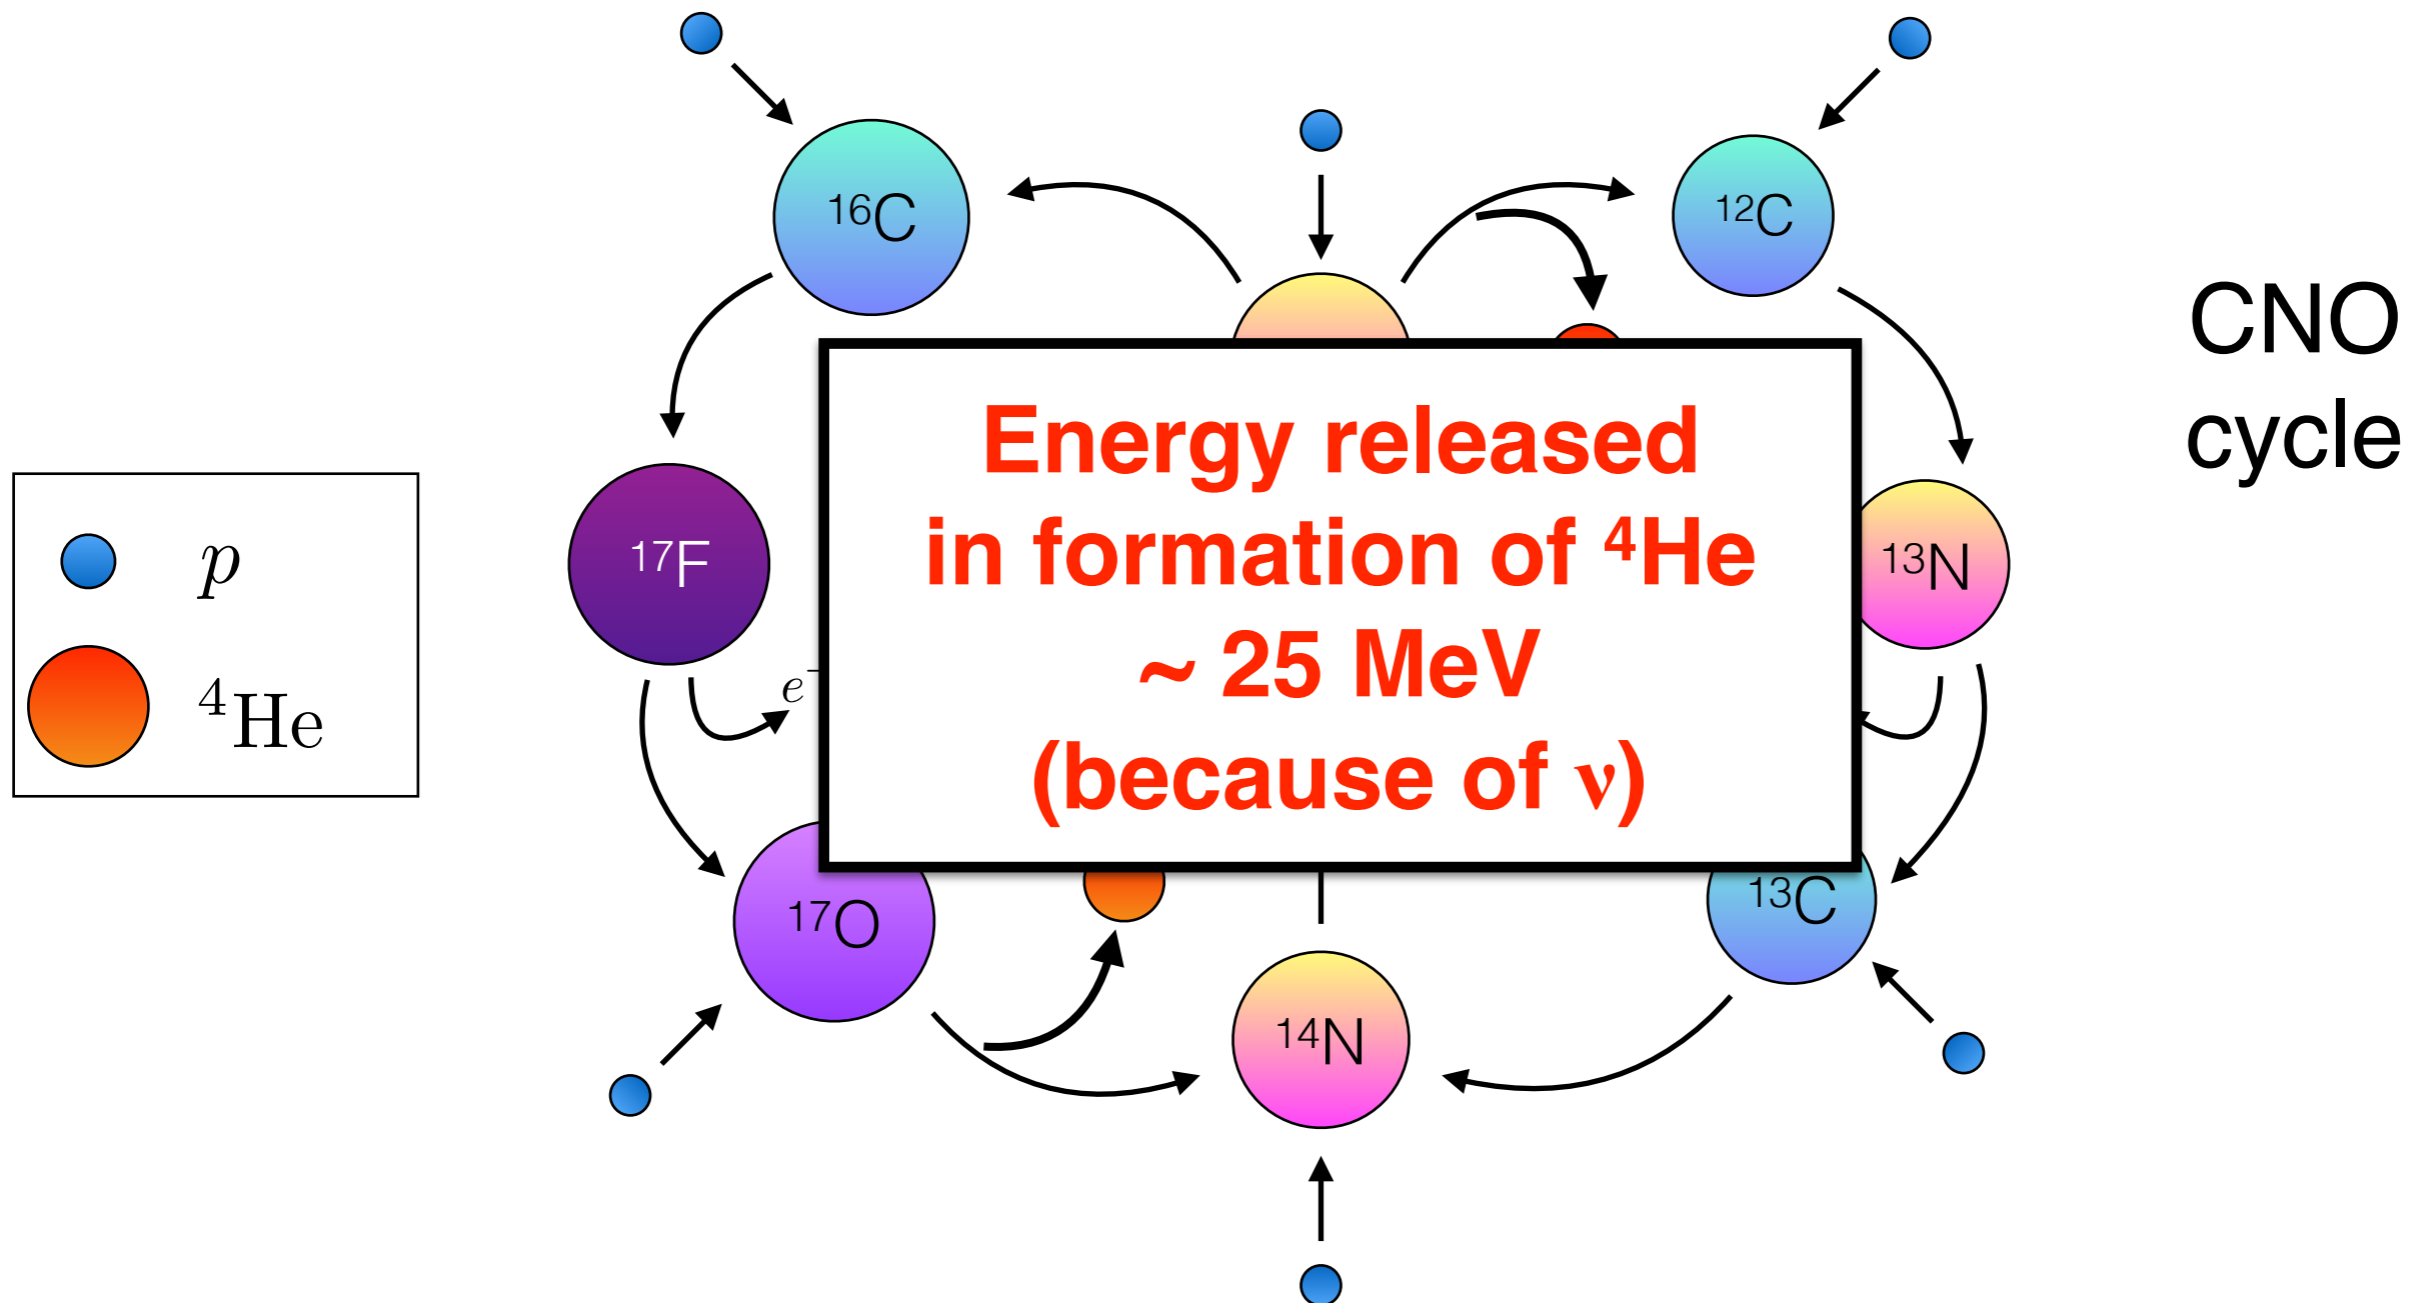 ¹⁶C
¹²C
CNO
cycle
Energy released
in formation of ⁴He
~ 25 MeV
(because of ν)
p
⁴He
¹⁷F
¹³N
e⁻
¹⁷O
¹³C
¹⁴N